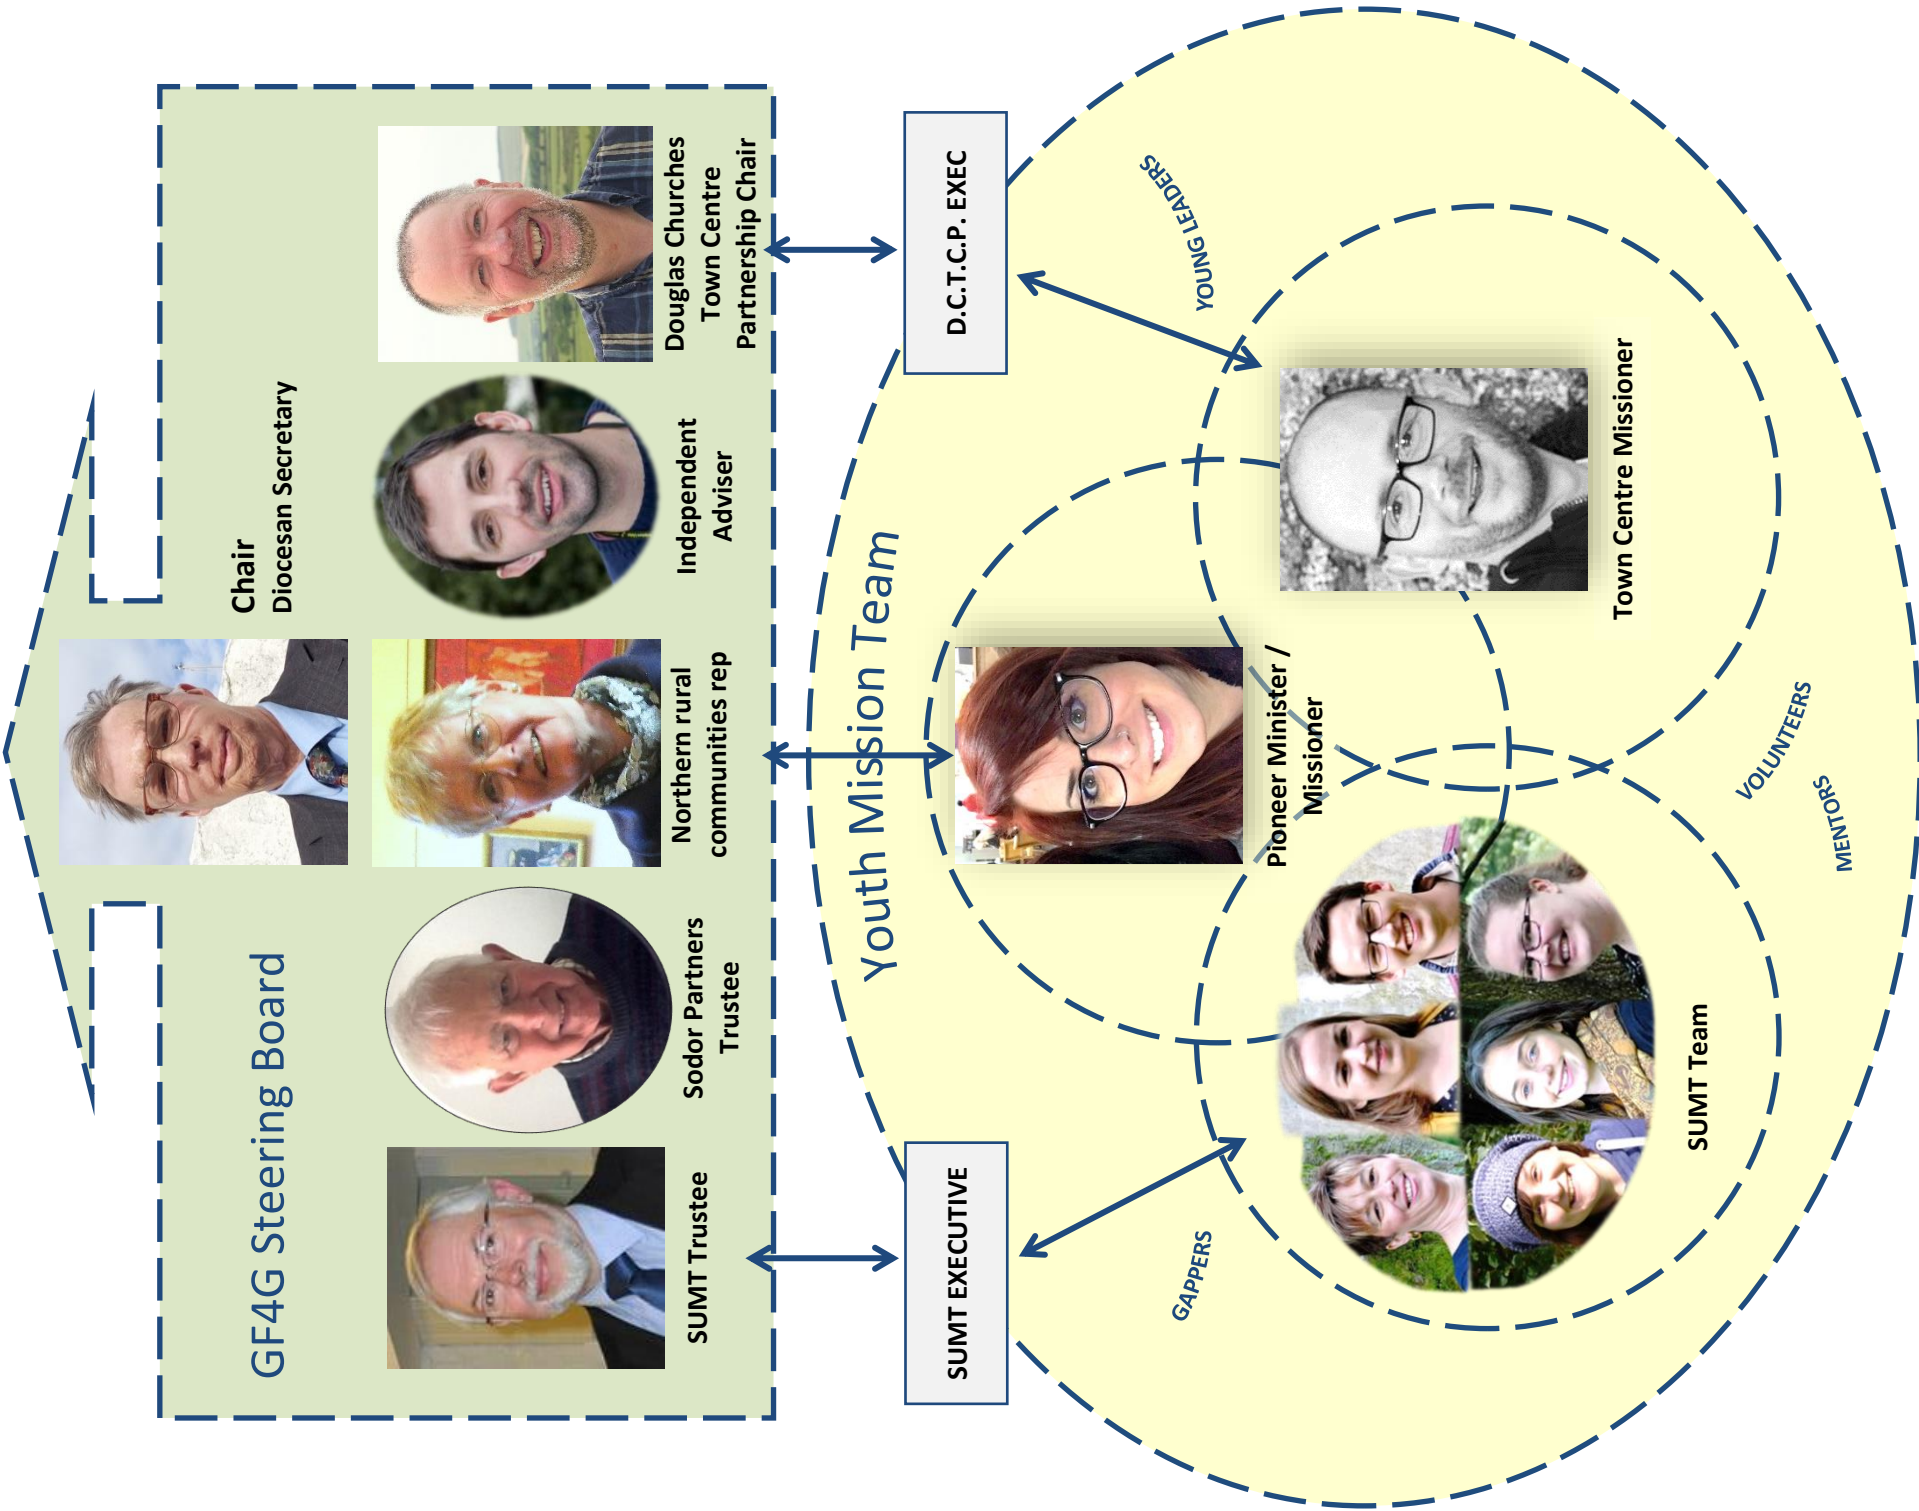 Chair
Diocesan Secretary
GF4G Steering Board
SUMT Trustee
Sodor Partners
Trustee
Northern rural
communities rep
Independent
Adviser
Douglas Churches
Town Centre
Partnership Chair
Youth Mission Team
SUMT EXECUTIVE
D.C.T.C.P. EXEC
GAPPERS
YOUNG LEADERS
Pioneer Minister /
Missioner
SUMT Team
Town Centre Missioner
VOLUNTEERS
MENTORS